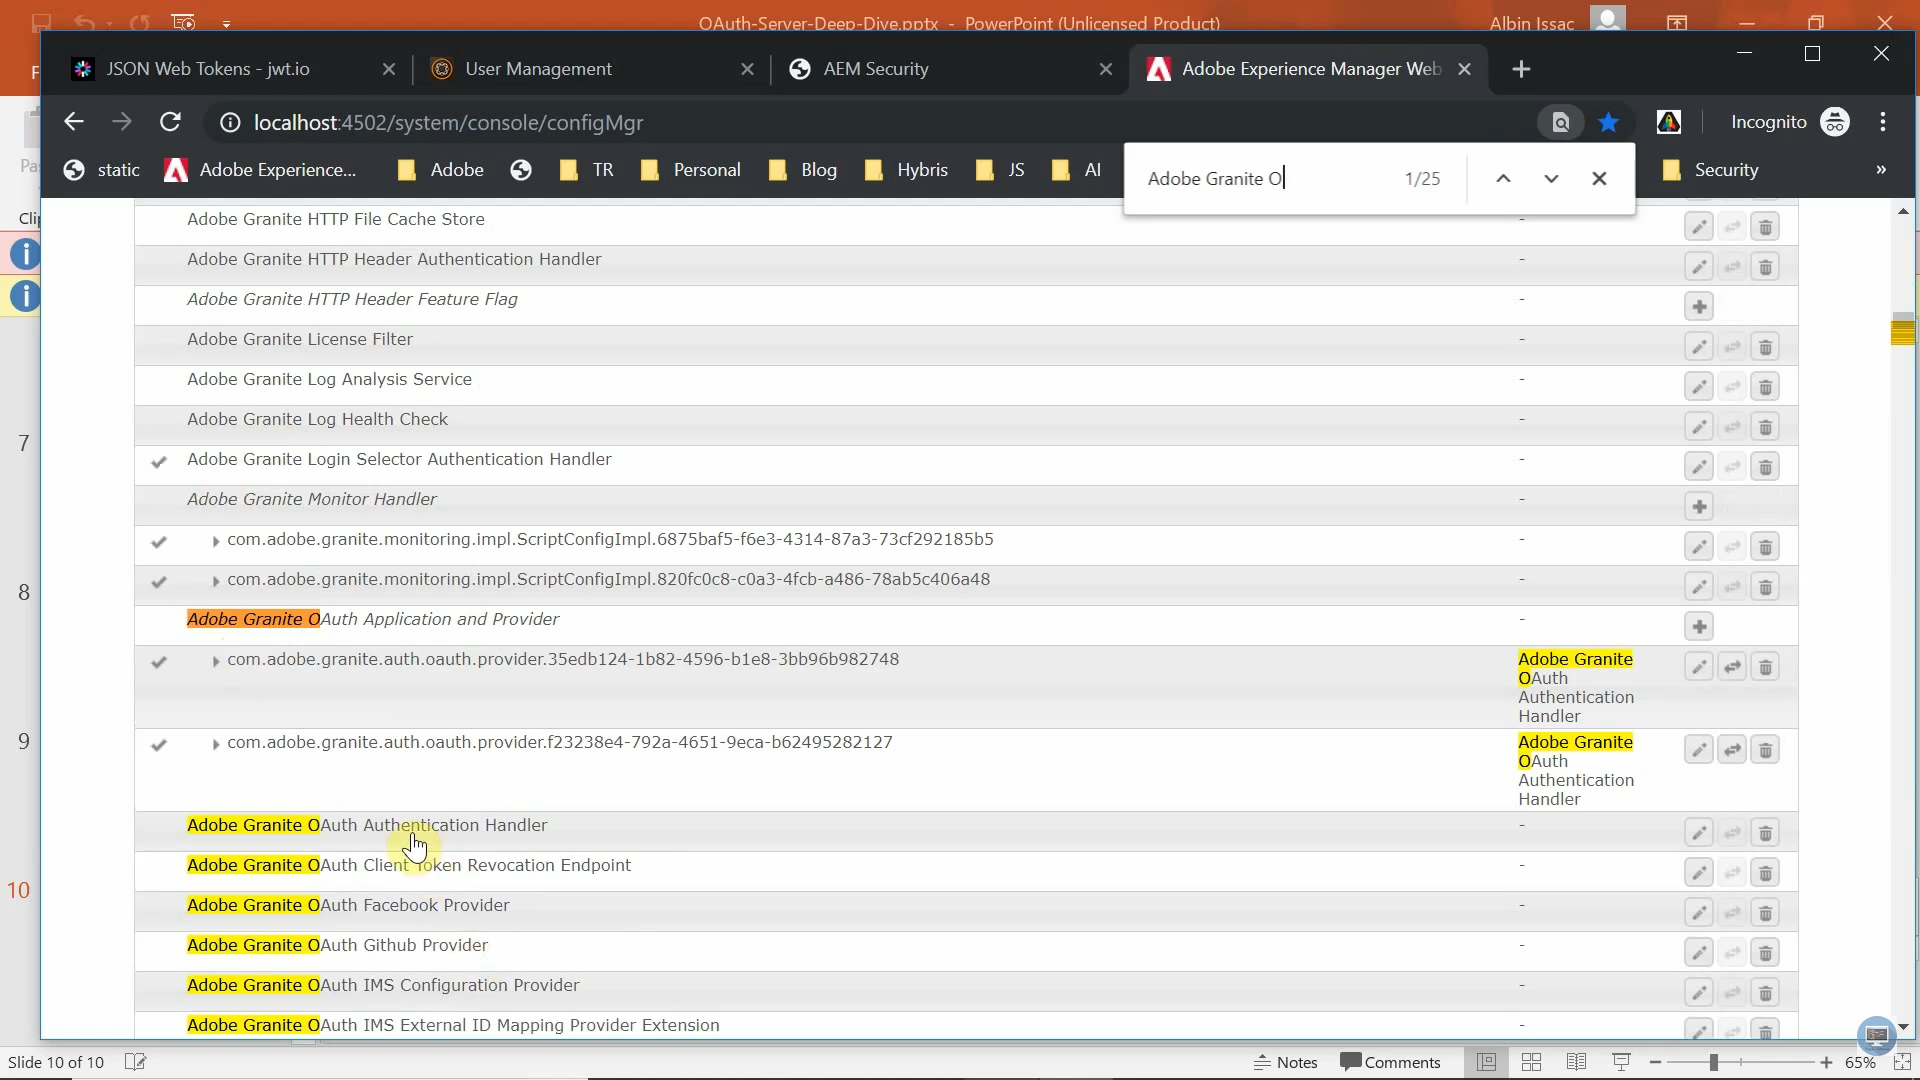 OAuth-Server-Deep-Dive.pptx - PowerPoint (Unlicensed Product)
Albin Issac
JSON Web Tokens - jwt.io
User Management
AEM Security
Adobe Experience Manager Web
localhost:4502/system/console/configMgr
Incognito
static
Adobe Experience...
Adobe
TR
Personal
Blog
Hybris
JS
AI
Security
»
Adobe Granite O
1/25
Adobe Granite HTTP File Cache Store -
Adobe Granite HTTP Header Authentication Handler -
Adobe Granite HTTP Header Feature Flag -
Adobe Granite License Filter -
Adobe Granite Log Analysis Service -
Adobe Granite Log Health Check -
Adobe Granite Login Selector Authentication Handler -
Adobe Granite Monitor Handler -
com.adobe.granite.monitoring.impl.ScriptConfigImpl.6875baf5-f6e3-4314-87a3-73cf292185b5 -
com.adobe.granite.monitoring.impl.ScriptConfigImpl.820fc0c8-c0a3-4fcb-a486-78ab5c406a48 -
Adobe Granite OAuth Application and Provider -
com.adobe.granite.auth.oauth.provider.35edb124-1b82-4596-b1e8-3bb96b982748
Adobe Granite
OAuth
Authentication
Handler
com.adobe.granite.auth.oauth.provider.f23238e4-792a-4651-9eca-b62495282127
Adobe Granite
OAuth
Authentication
Handler
Adobe Granite OAuth Authentication Handler -
Adobe Granite OAuth Client Token Revocation Endpoint -
Adobe Granite OAuth Facebook Provider -
Adobe Granite OAuth Github Provider -
Adobe Granite OAuth IMS Configuration Provider -
Adobe Granite OAuth IMS External ID Mapping Provider Extension -
F
Pa
Cli
7
8
9
10
Slide 10 of 10
Notes
Comments
65%